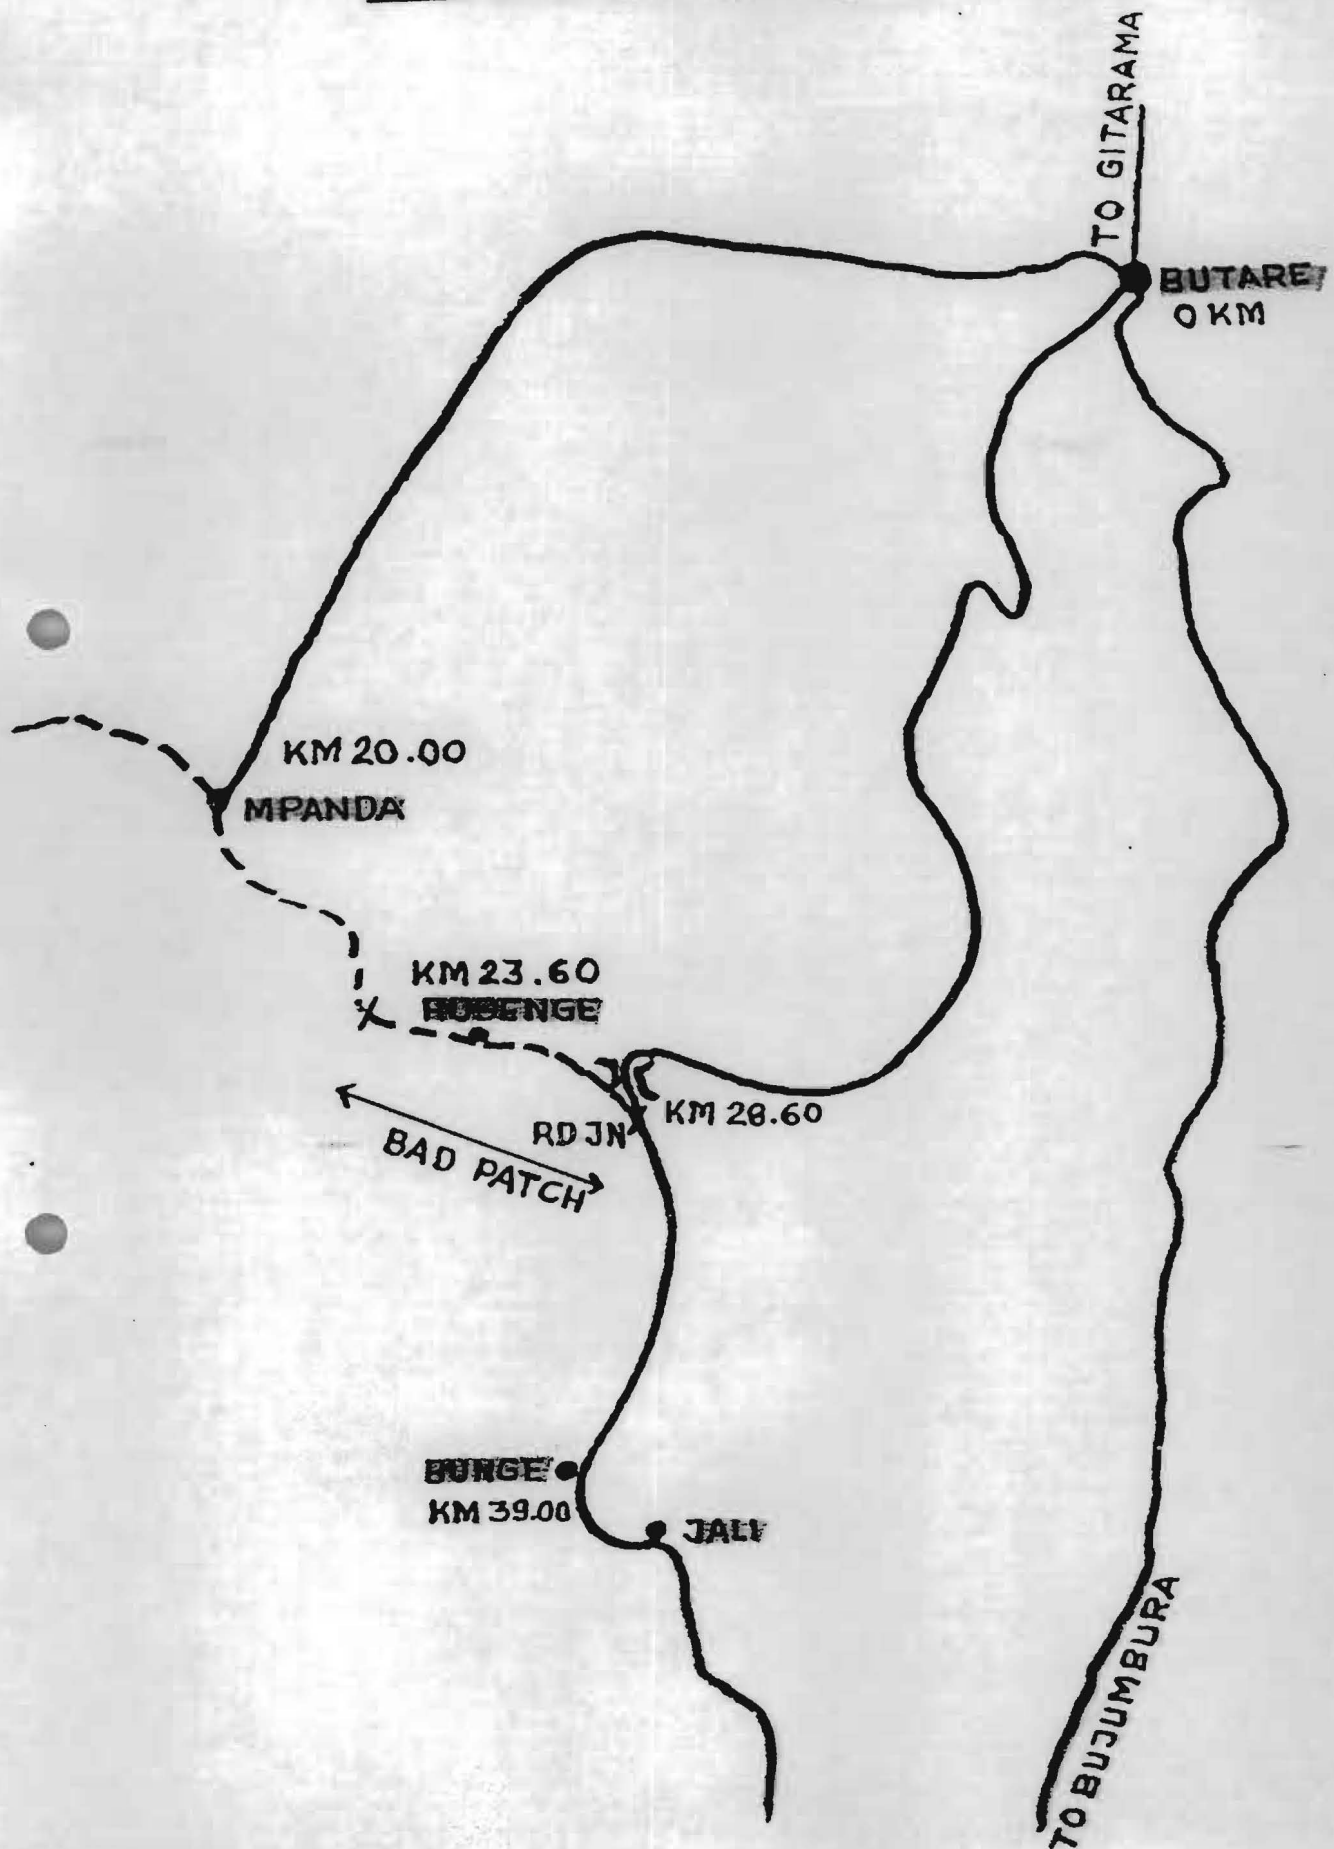 TO GITARAMA
BUTARE
0 KM
KM 20.00
MPANDA
KM 23.60
KM 28.60
RD JN
BAD PATCH
BURGE
KM 39.00
JALI
TO BUJUMBURA